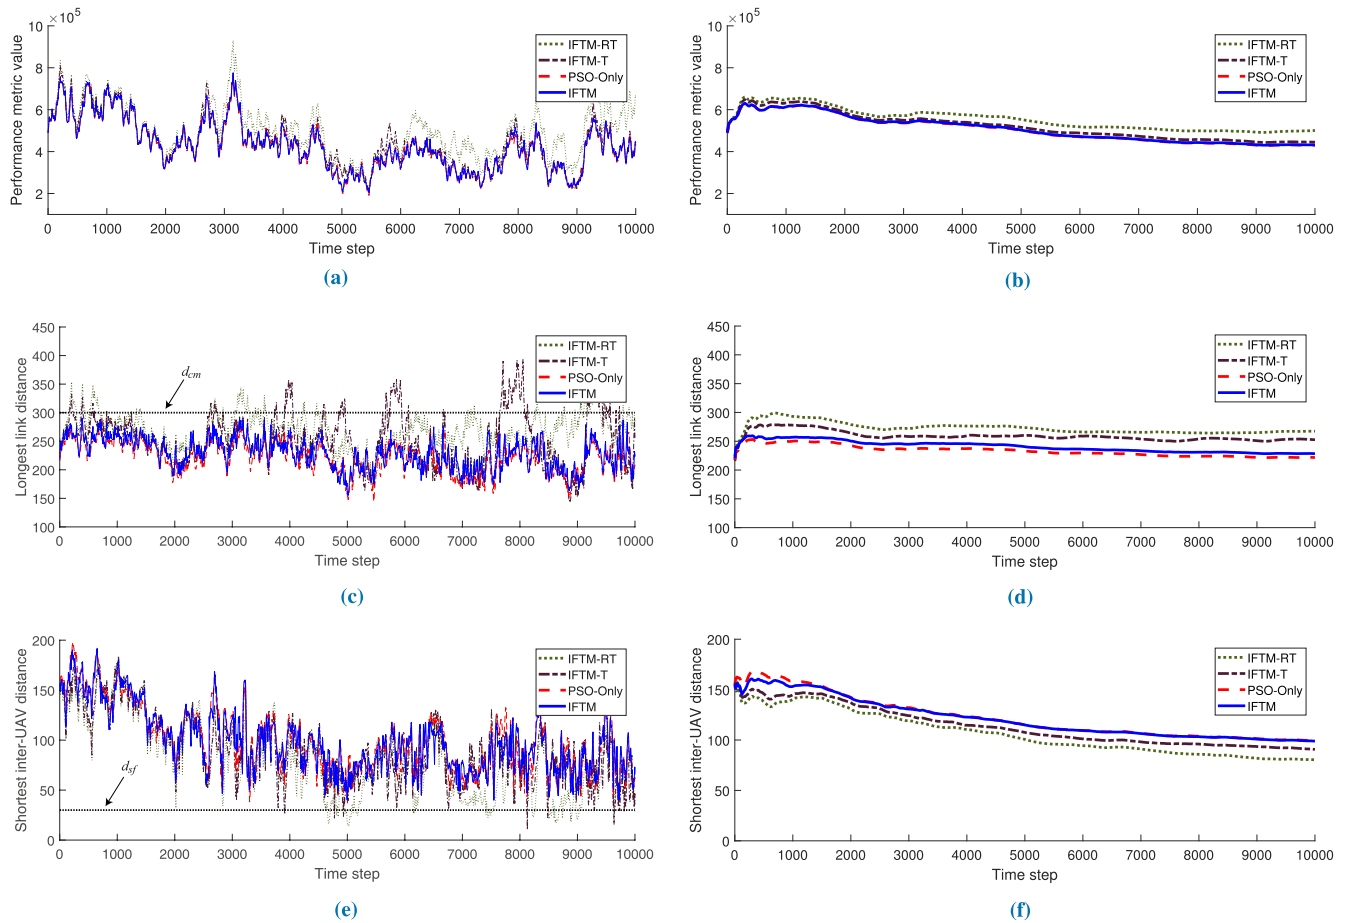 ×10⁵
10
8
6
4
2
Performance metric value
0 1000 2000 3000 4000 5000 6000 7000 8000 9000 10000
Time step
IFTM-RT
IFTM-T
PSO-Only
IFTM
(a)
×10⁵
10
8
6
4
2
Performance metric value
0 1000 2000 3000 4000 5000 6000 7000 8000 9000 10000
Time step
IFTM-RT
IFTM-T
PSO-Only
IFTM
(b)
450
400
350
300
250
200
150
100
Longest link distance
d_cm
0 1000 2000 3000 4000 5000 6000 7000 8000 9000 10000
Time step
IFTM-RT
IFTM-T
PSO-Only
IFTM
(c)
450
400
350
300
250
200
150
100
Longest link distance
0 1000 2000 3000 4000 5000 6000 7000 8000 9000 10000
Time step
IFTM-RT
IFTM-T
PSO-Only
IFTM
(d)
200
150
100
50
0
Shortest inter-UAV distance
d_sf
0 1000 2000 3000 4000 5000 6000 7000 8000 9000 10000
Time step
IFTM-RT
IFTM-T
PSO-Only
IFTM
(e)
200
150
100
50
0
Shortest inter-UAV distance
0 1000 2000 3000 4000 5000 6000 7000 8000 9000 10000
Time step
IFTM-RT
IFTM-T
PSO-Only
IFTM
(f)